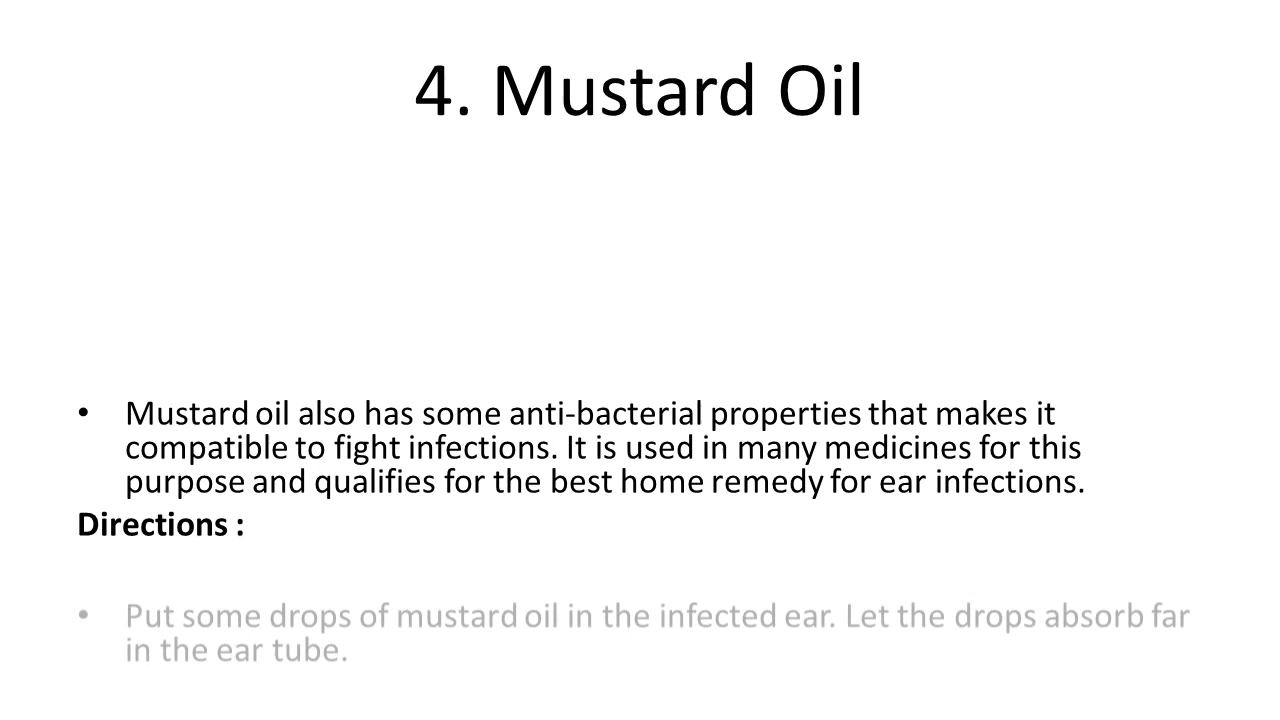 4. Mustard Oil
• Mustard oil also has some anti-bacterial properties that makes it
compatible to fight infections. It is used in many medicines for this
purpose and qualifies for the best home remedy for ear infections.
Directions :
• Put some drops of mustard oil in the infected ear. Let the drops absorb far
in the ear tube.